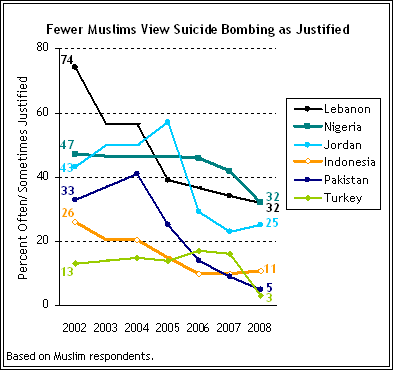 Fewer Muslims View Suicide Bombing as Justified
Percent Often/Sometimes Justified
80
60
40
20
0
74
47
43
33
26
13
32
32
25
11
5
3
2002 2003 2004 2005 2006 2007 2008
Lebanon
Nigeria
Jordan
Indonesia
Pakistan
Turkey
Based on Muslim respondents.